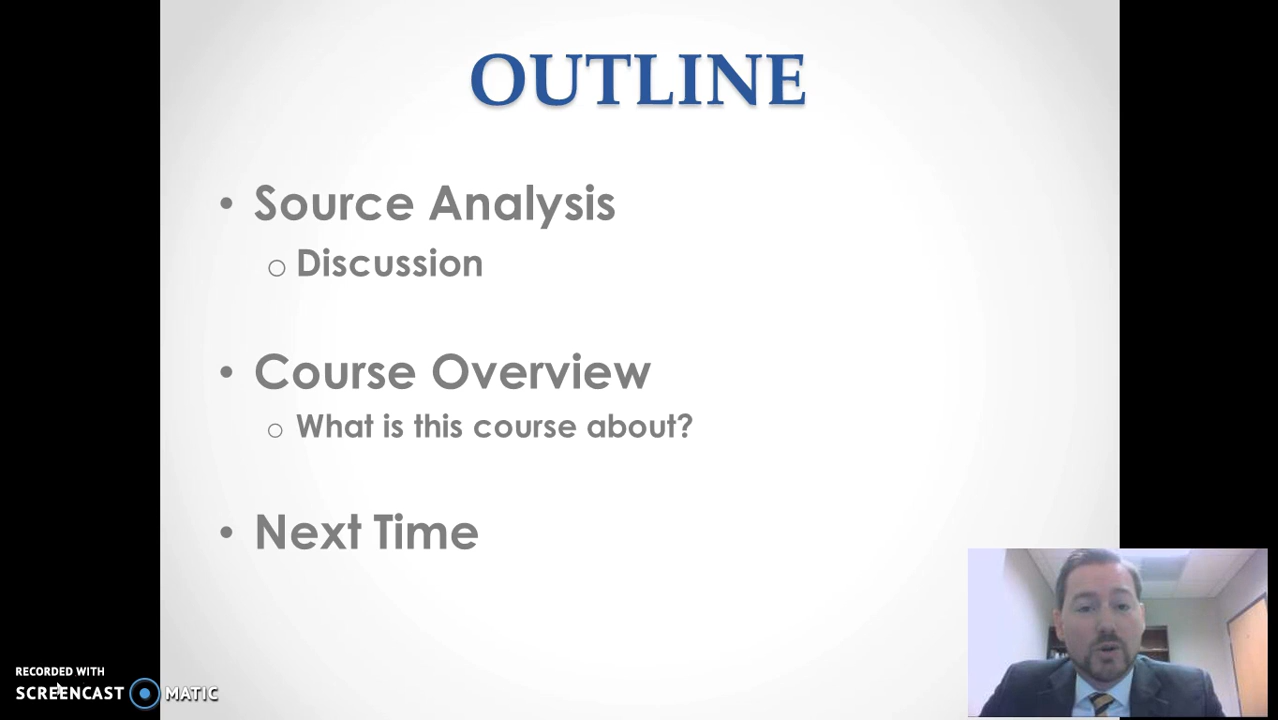 OUTLINE
• Source Analysis
o Discussion
• Course Overview
o What is this course about?
• Next Time
RECORDED WITH
SCREENCAST MATIC